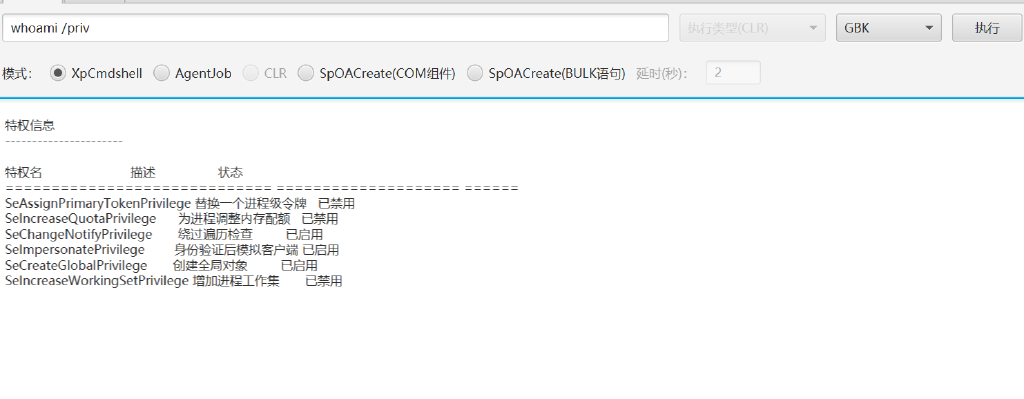 whoami /priv 执行类型(CLR) GBK 执行
模式： XpCmdshell AgentJob CLR SpOACreate(COM组件) SpOACreate(BULK语句) 延时(秒)： 2
特权信息
----------------------
特权名 描述 状态
============================= ==================== ======
SeAssignPrimaryTokenPrivilege 替换一个进程级令牌 已禁用
SeIncreaseQuotaPrivilege 为进程调整内存配额 已禁用
SeChangeNotifyPrivilege 绕过遍历检查 已启用
SeImpersonatePrivilege 身份验证后模拟客户端 已启用
SeCreateGlobalPrivilege 创建全局对象 已启用
SeIncreaseWorkingSetPrivilege 增加进程工作集 已禁用